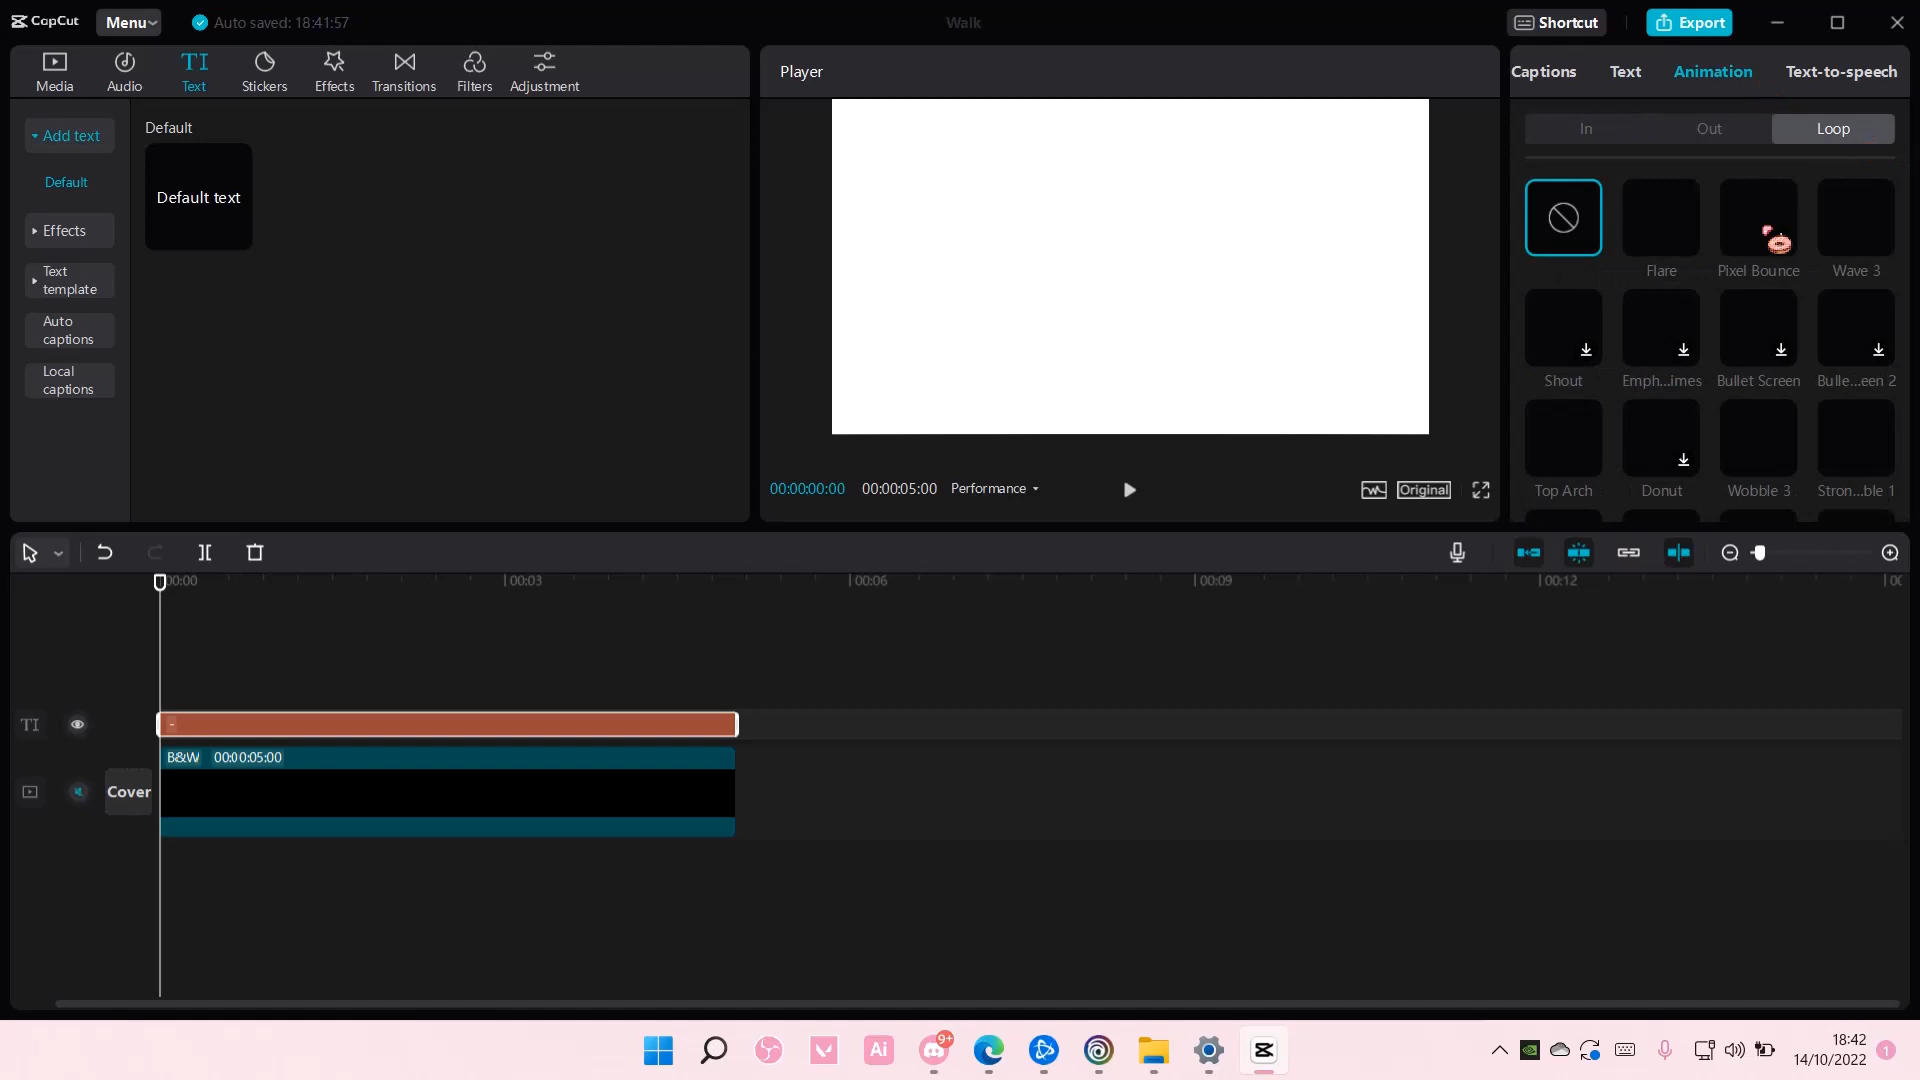 CapCut
Menu
Auto saved: 18:41:57
Walk
Shortcut
Export
Media
Audio
TI
Text
Stickers
Effects
Transitions
Filters
Adjustment
Add text
Default
Effects
Text
template
Auto
captions
Local
captions
Default
Default text
Player
00:00:00:00
00:00:05:00
Performance
Original
Captions
Text
Animation
Text-to-speech
In
Out
Loop
Flare
Pixel Bounce
Wave 3
Shout
Emph...imes
Bullet Screen
Bulle...een 2
Top Arch
Donut
Wobble 3
Stron...ble 1
00:00
00:03
00:06
00:09
00:12
TI
-
B&W 00:00:05:00
Cover
Ai
9+
18:42
14/10/2022
1